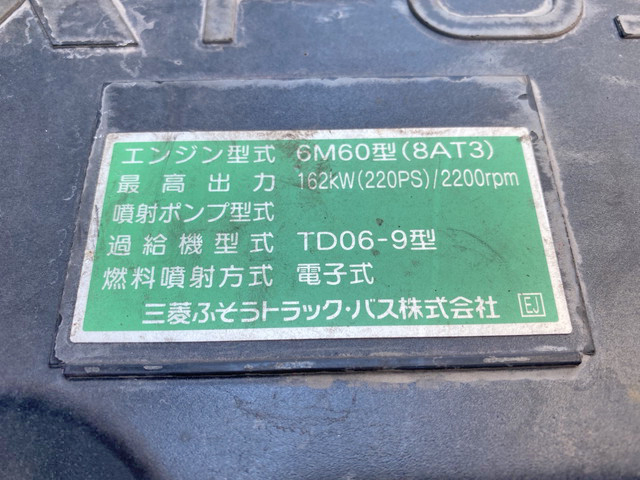 エンジン型式 6M60型(8AT3)
最高出力 162kW(220PS)/2200rpm
噴射ポンプ型式
過給機型式 TD06-9型
燃料噴射方式 電子式
三菱ふそうトラック・バス株式会社 EJ